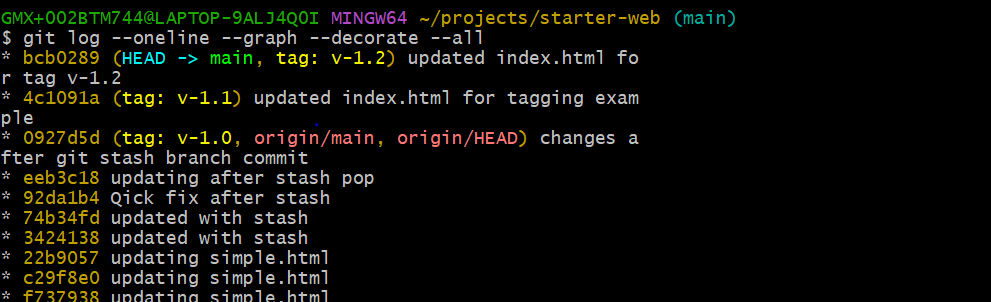 GMX+002BTM744@LAPTOP-9ALJ4Q0I MINGW64 ~/projects/starter-web (main)
$ git log --oneline --graph --decorate --all
* bcb0289 (HEAD -> main, tag: v-1.2) updated index.html fo
r tag v-1.2
* 4c1091a (tag: v-1.1) updated index.html for tagging exam
ple
* 0927d5d (tag: v-1.0, origin/main, origin/HEAD) changes a
fter git stash branch commit
* eeb3c18 updating after stash pop
* 92da1b4 Qick fix after stash
* 74b34fd updated with stash
* 3424138 updated with stash
* 22b9057 updating simple.html
* c29f8e0 updating simple.html
* f737938 updating simple.html